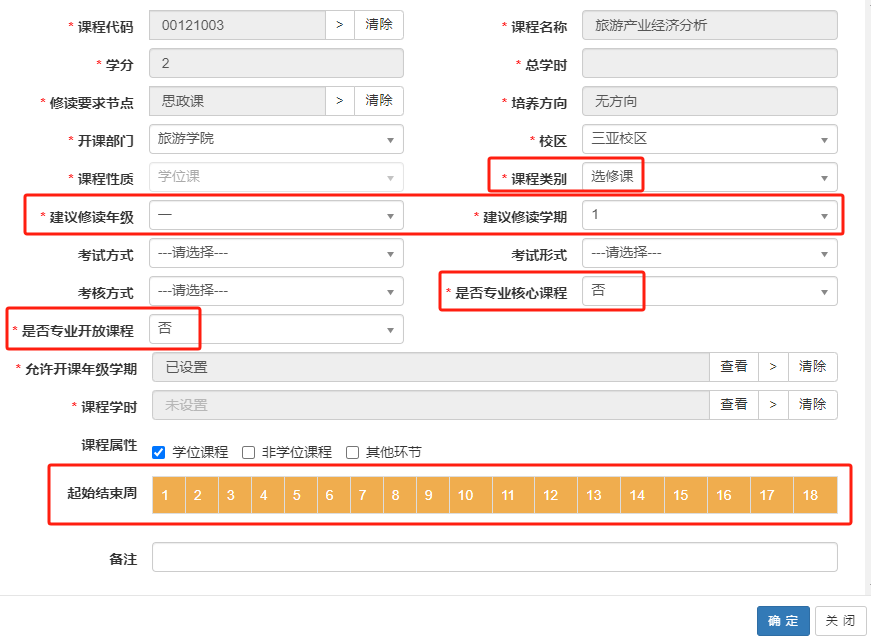 * 课程代码 00121003 > 清除 * 课程名称 旅游产业经济分析
* 学分 2 * 总学时
* 修读要求节点 思政课 > 清除 * 培养方向 无方向
* 开课部门 旅游学院 * 校区 三亚校区
* 课程性质 学位课 * 课程类别 选修课
* 建议修读年级 一 * 建议修读学期 1
考试方式 ---请选择--- 考试形式 ---请选择---
考核方式 ---请选择--- * 是否专业核心课程 否
* 是否专业开放课程 否
* 允许开课年级学期 已设置 查看 > 清除
* 课程学时 未设置 查看 > 清除
课程属性 学位课程 非学位课程 其他环节
起始结束周 1 2 3 4 5 6 7 8 9 10 11 12 13 14 15 16 17 18
备注
确定 关闭